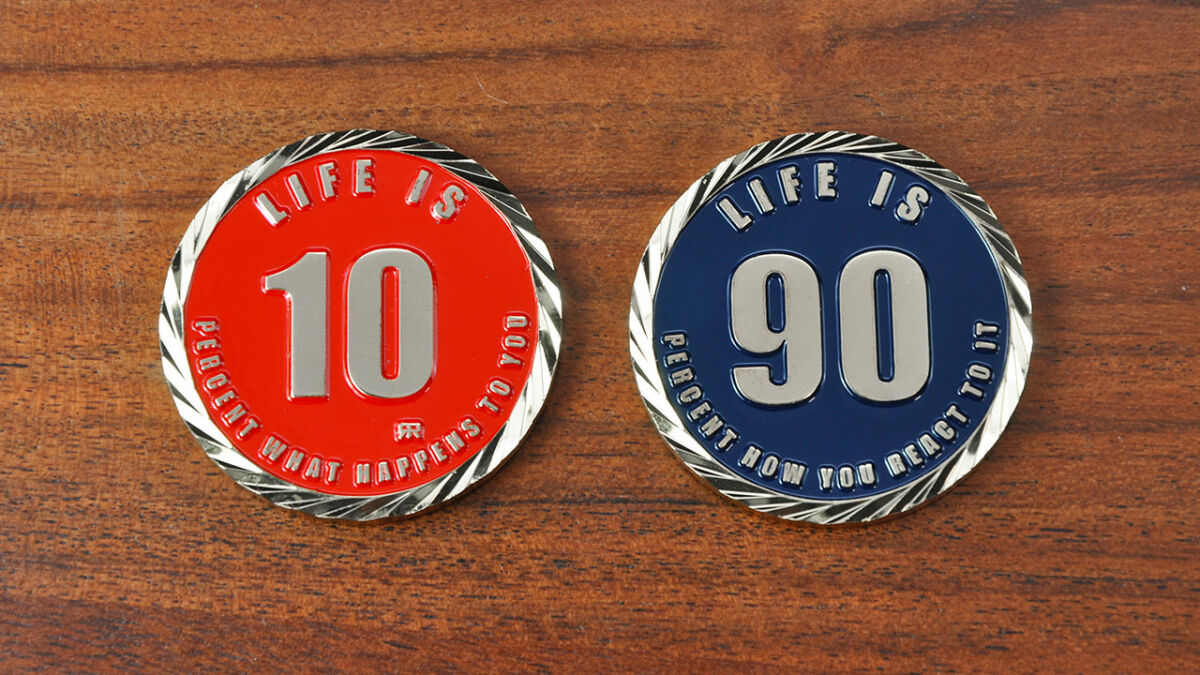 LIFE IS
10
PERCENT WHAT HAPPENS TO YOU
LIFE IS
90
PERCENT HOW YOU REACT TO IT